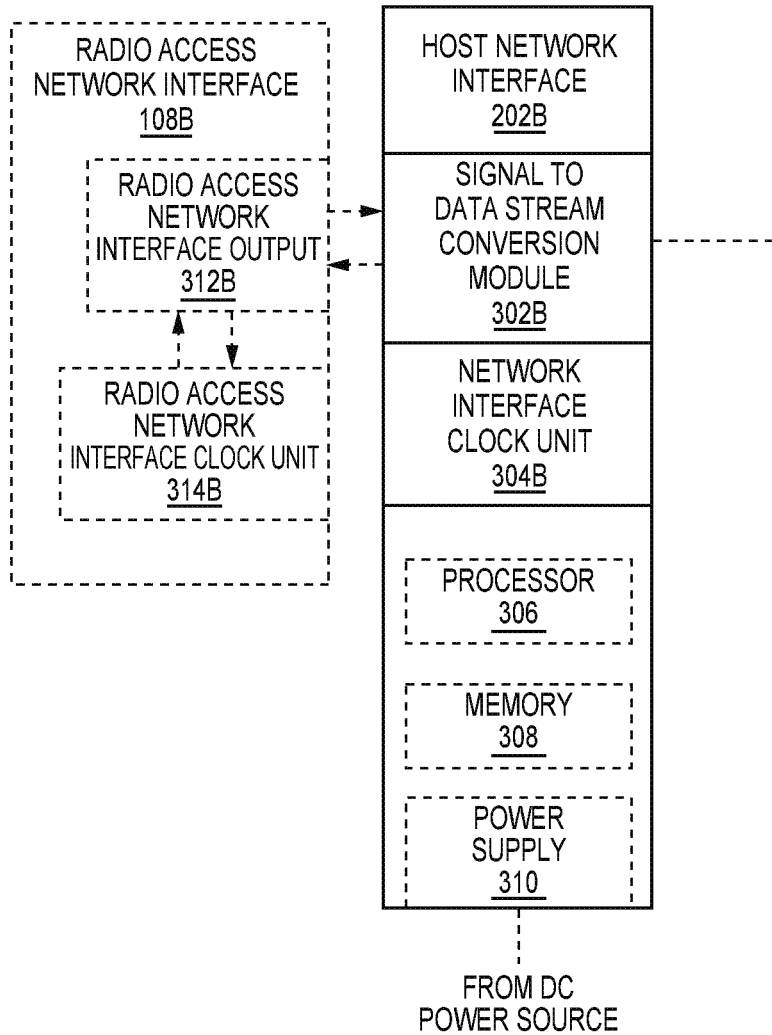 RADIO ACCESS
NETWORK INTERFACE
108B
RADIO ACCESS
NETWORK
INTERFACE OUTPUT
312B
RADIO ACCESS
NETWORK
INTERFACE CLOCK UNIT
314B
HOST NETWORK
INTERFACE
202B
SIGNAL TO
DATA STREAM
CONVERSION
MODULE
302B
NETWORK
INTERFACE
CLOCK UNIT
304B
PROCESSOR
306
MEMORY
308
POWER
SUPPLY
310
FROM DC
POWER SOURCE